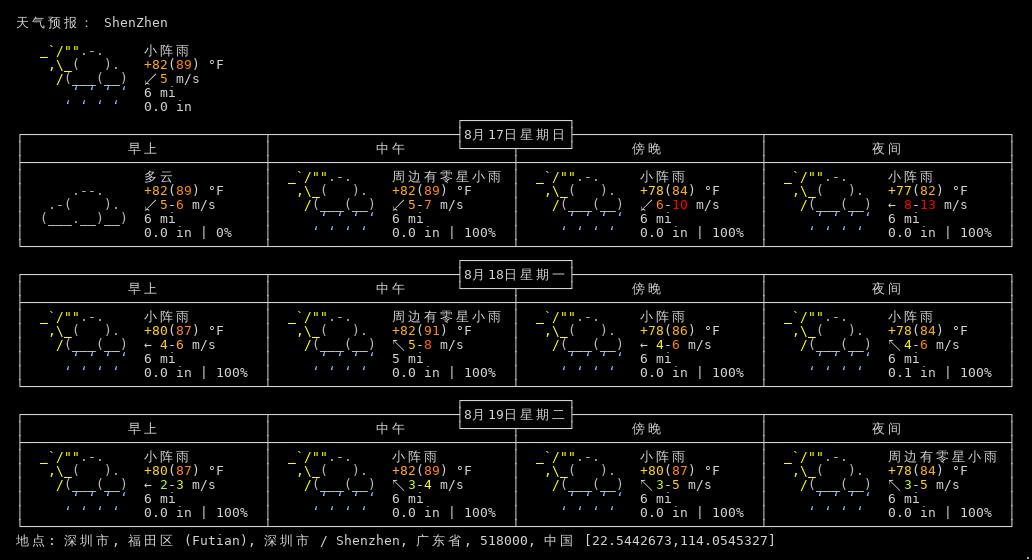 天气预报: ShenZhen
小阵雨
+82(89) °F
↙ 5 m/s
6 mi
0.0 in
8月17日星期日
早上 中午 傍晚 夜间
多云 周边有零星小雨 小阵雨 小阵雨
+82(89) °F +82(89) °F +78(84) °F +77(82) °F
↙ 5-6 m/s ↙ 5-7 m/s ↙ 6-10 m/s ← 8-13 m/s
6 mi 6 mi 6 mi 6 mi
0.0 in | 0% 0.0 in | 100% 0.0 in | 100% 0.0 in | 100%
8月18日星期一
早上 中午 傍晚 夜间
小阵雨 周边有零星小雨 小阵雨 小阵雨
+80(87) °F +82(91) °F +78(86) °F +78(84) °F
← 4-6 m/s ↖ 5-8 m/s ← 4-6 m/s ↖ 4-6 m/s
6 mi 5 mi 6 mi 6 mi
0.0 in | 100% 0.0 in | 100% 0.0 in | 100% 0.1 in | 100%
8月19日星期二
早上 中午 傍晚 夜间
小阵雨 小阵雨 小阵雨 周边有零星小雨
+80(87) °F +82(89) °F +80(87) °F +78(84) °F
← 2-3 m/s ↖ 3-4 m/s ↖ 3-5 m/s ↖ 3-5 m/s
6 mi 6 mi 6 mi 6 mi
0.0 in | 100% 0.0 in | 100% 0.0 in | 100% 0.0 in | 100%
地点: 深圳市, 福田区 (Futian), 深圳市 / Shenzhen, 广东省, 518000, 中国 [22.5442673,114.0545327]